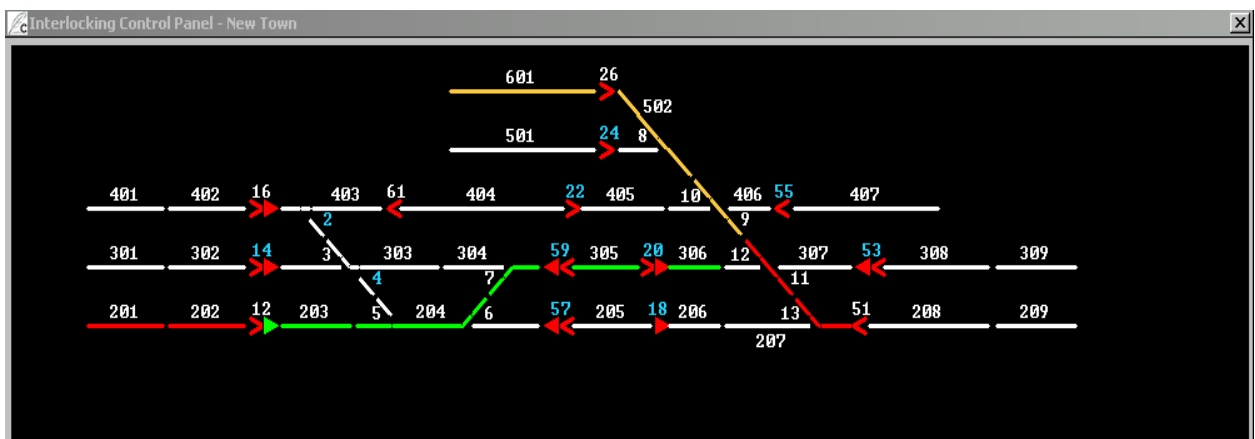 Interlocking Control Panel - New Town
601 26
502
501 24 8
401 402 16 403 61 404 22 405 10 406 55 407
2 9
301 302 14 3 303 304 59 305 20 306 12 307 53 308 309
4 7 11
201 202 12 203 5 204 6 57 205 18 206 13 51 208 209
207